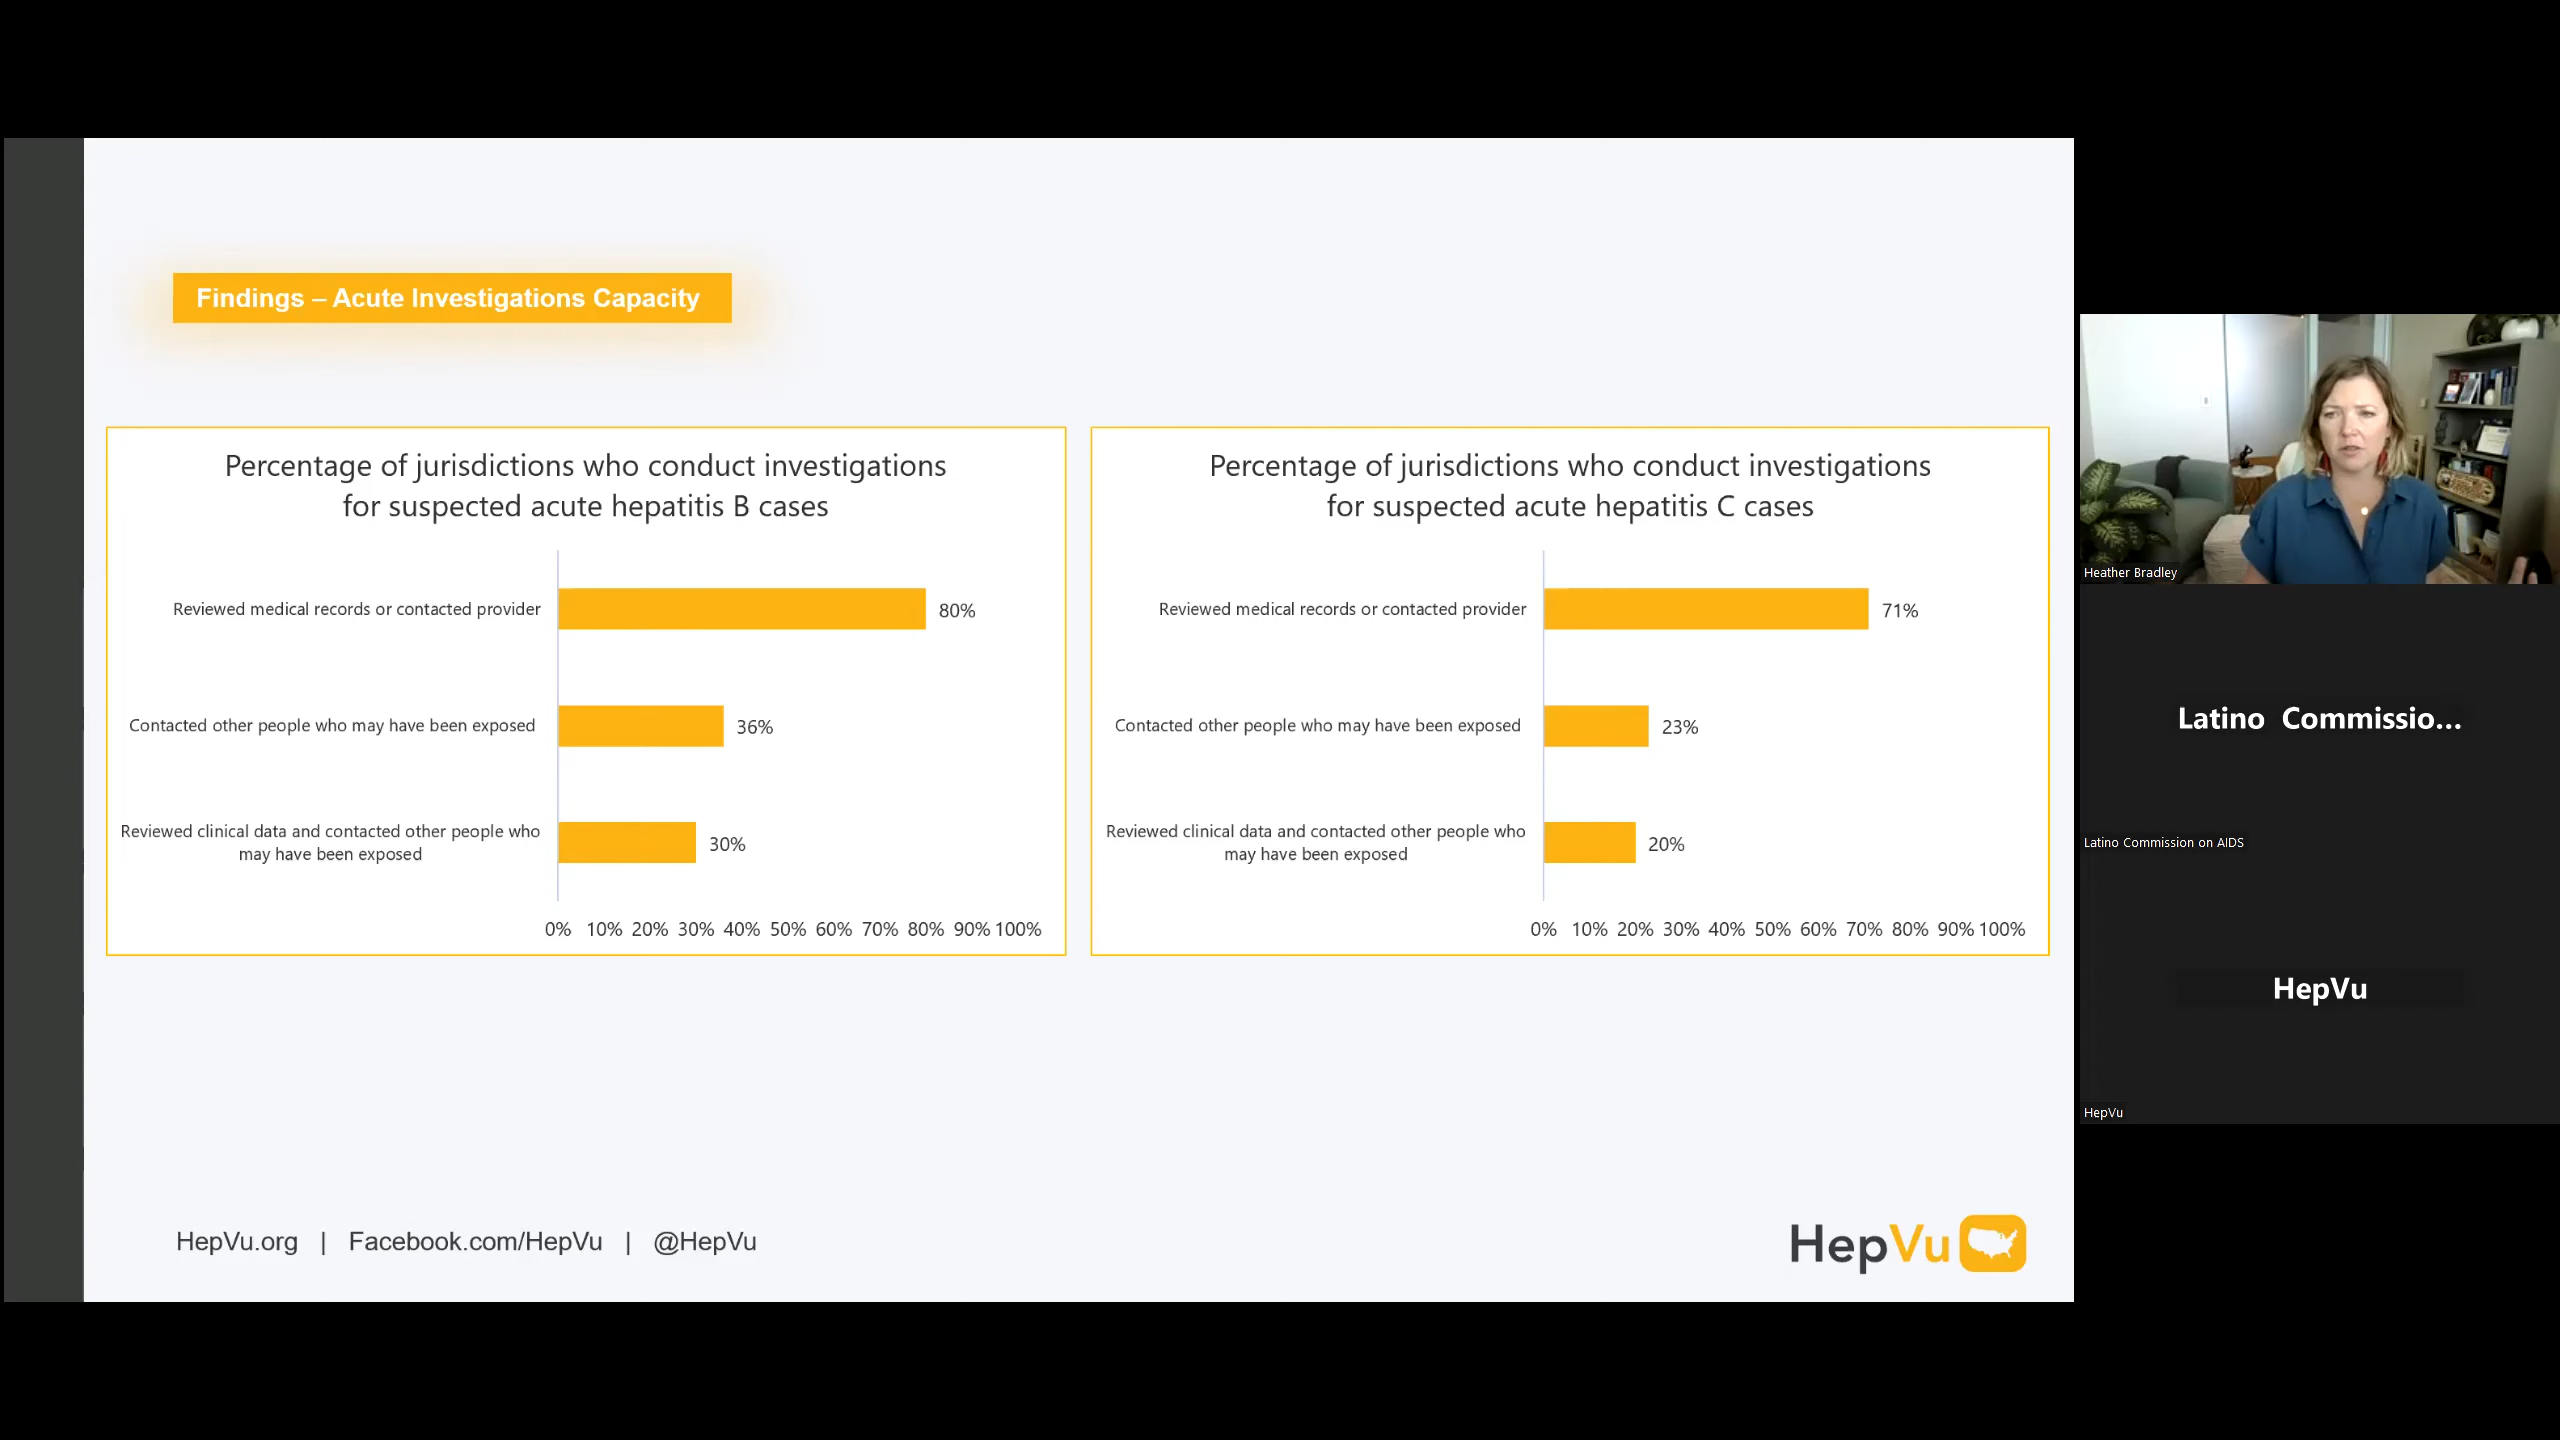 Findings – Acute Investigations Capacity
Percentage of jurisdictions who conduct investigations
for suspected acute hepatitis B cases
Reviewed medical records or contacted provider
80%
Contacted other people who may have been exposed
36%
Reviewed clinical data and contacted other people who
may have been exposed
30%
0% 10% 20% 30% 40% 50% 60% 70% 80% 90% 100%
Percentage of jurisdictions who conduct investigations
for suspected acute hepatitis C cases
Reviewed medical records or contacted provider
71%
Contacted other people who may have been exposed
23%
Reviewed clinical data and contacted other people who
may have been exposed
20%
0% 10% 20% 30% 40% 50% 60% 70% 80% 90% 100%
HepVu.org | Facebook.com/HepVu | @HepVu
HepVu
Heather Bradley
Latino Commissio...
Latino Commission on AIDS
HepVu
HepVu